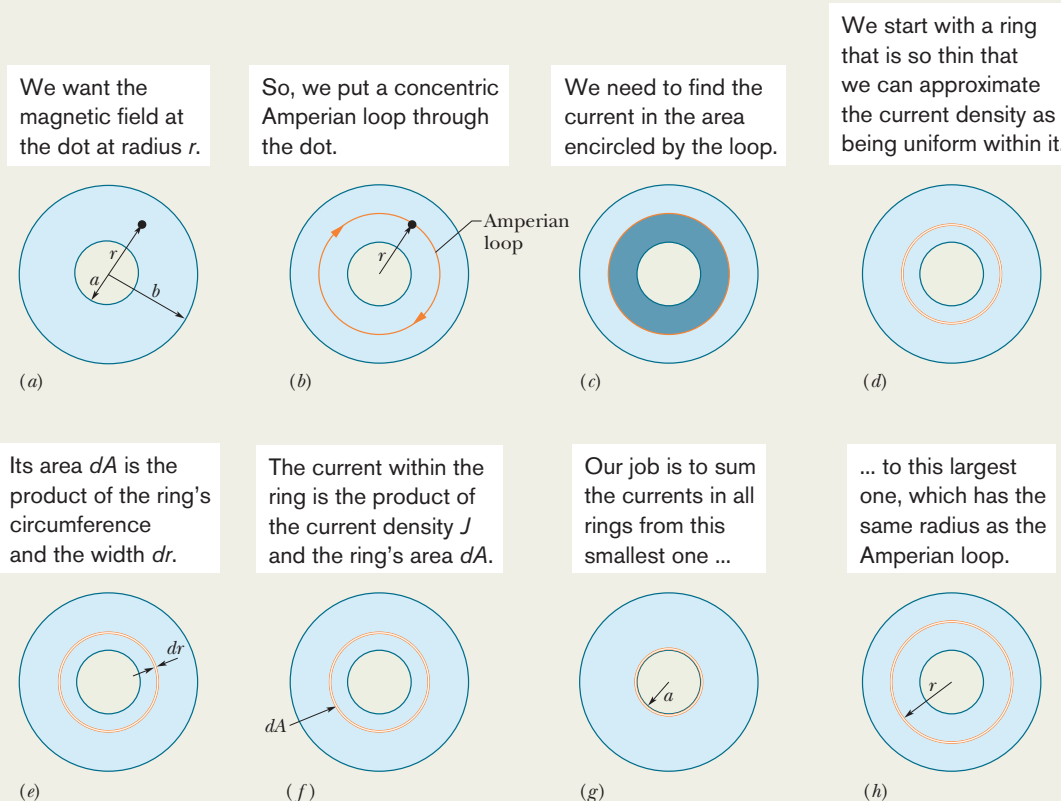 We want the
magnetic field at
the dot at radius r.
r
a
b
(a)
So, we put a concentric
Amperian loop through
the dot.
Amperian
loop
r
(b)
We need to find the
current in the area
encircled by the loop.
(c)
We start with a ring
that is so thin that
we can approximate
the current density as
being uniform within it.
(d)
Its area dA is the
product of the ring's
circumference
and the width dr.
dr
(e)
The current within the
ring is the product of
the current density J
and the ring's area dA.
dA
(f)
Our job is to sum
the currents in all
rings from this
smallest one ...
a
(g)
... to this largest
one, which has the
same radius as the
Amperian loop.
r
(h)